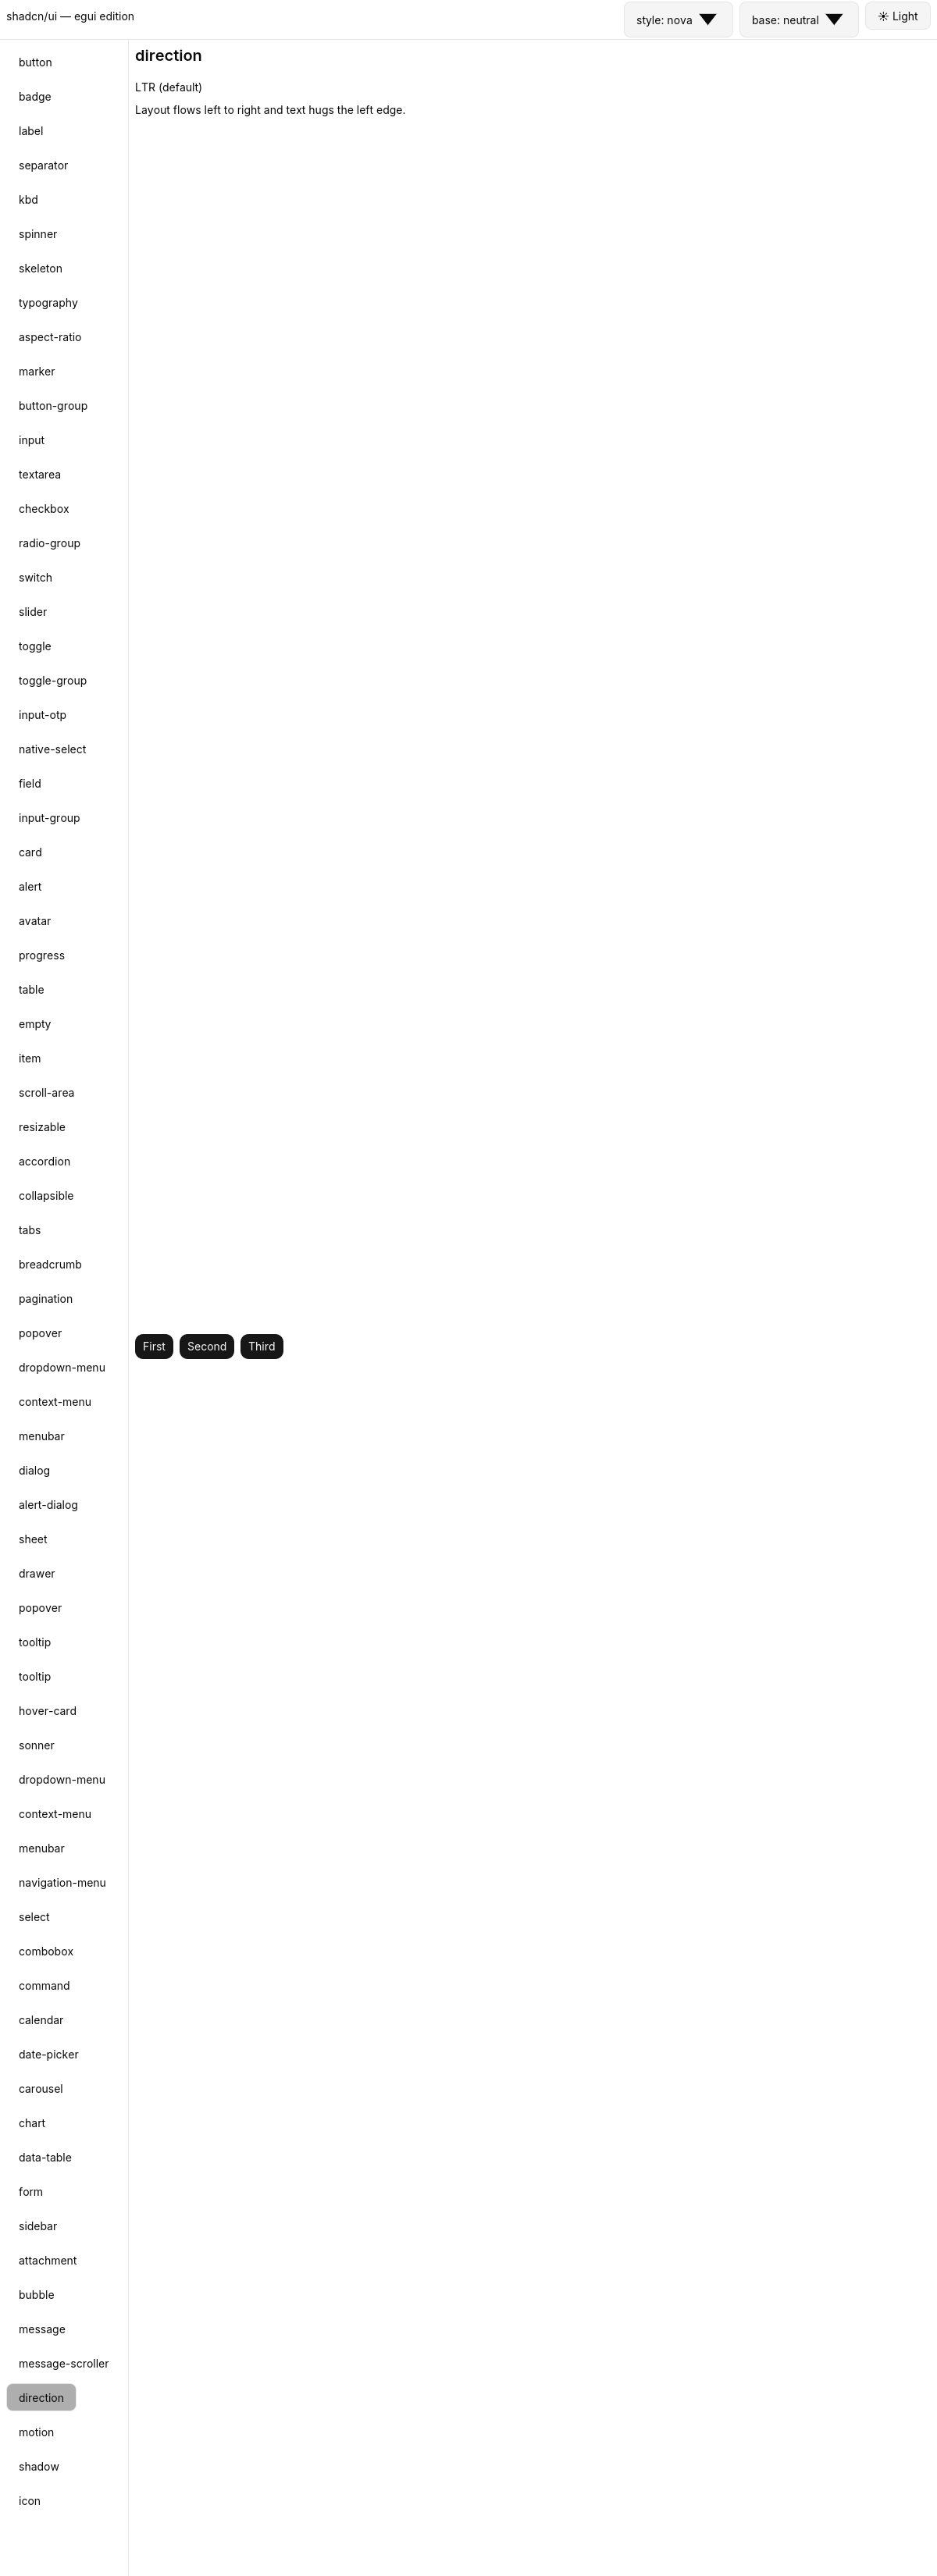 shadcn/ui — egui edition
style: nova
base: neutral
☀ Light
button
badge
label
separator
kbd
spinner
skeleton
typography
aspect-ratio
marker
button-group
input
textarea
checkbox
radio-group
switch
slider
toggle
toggle-group
input-otp
native-select
field
input-group
card
alert
avatar
progress
table
empty
item
scroll-area
resizable
accordion
collapsible
tabs
breadcrumb
pagination
popover
dropdown-menu
context-menu
menubar
dialog
alert-dialog
sheet
drawer
popover
tooltip
tooltip
hover-card
sonner
dropdown-menu
context-menu
menubar
navigation-menu
select
combobox
command
calendar
date-picker
carousel
chart
data-table
form
sidebar
attachment
bubble
message
message-scroller
direction
motion
shadow
icon
direction
LTR (default)
Layout flows left to right and text hugs the left edge.
First Second Third